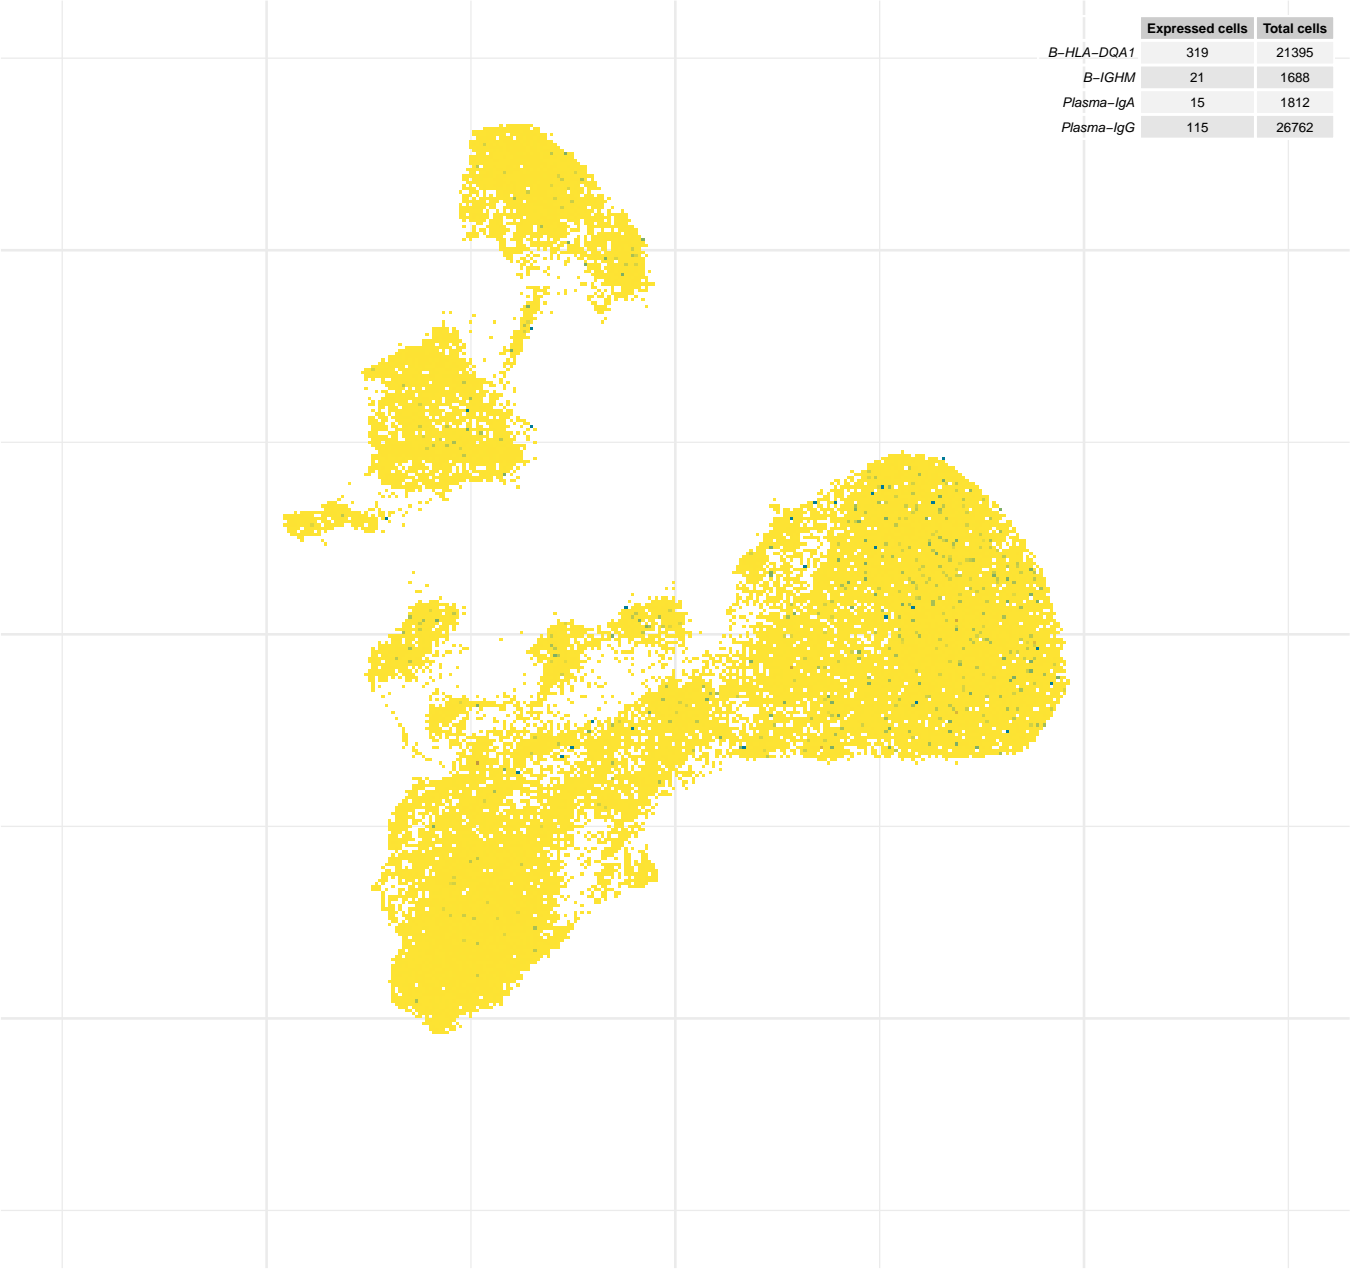 Expressed cells Total cells
B−HLA−DQA1 319 21395
B−IGHM 21 1688
Plasma−IgA 15 1812
Plasma−IgG 115 26762